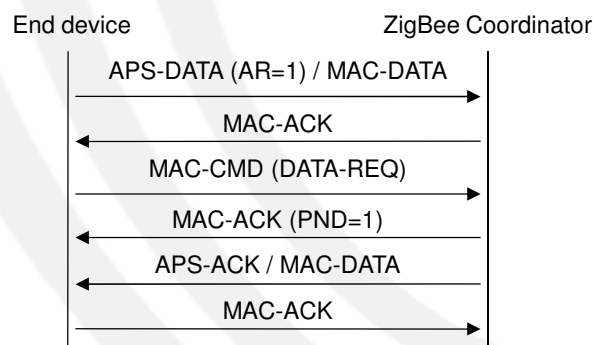 End device
ZigBee Coordinator
APS-DATA (AR=1) / MAC-DATA
MAC-ACK
MAC-CMD (DATA-REQ)
MAC-ACK (PND=1)
APS-ACK / MAC-DATA
MAC-ACK